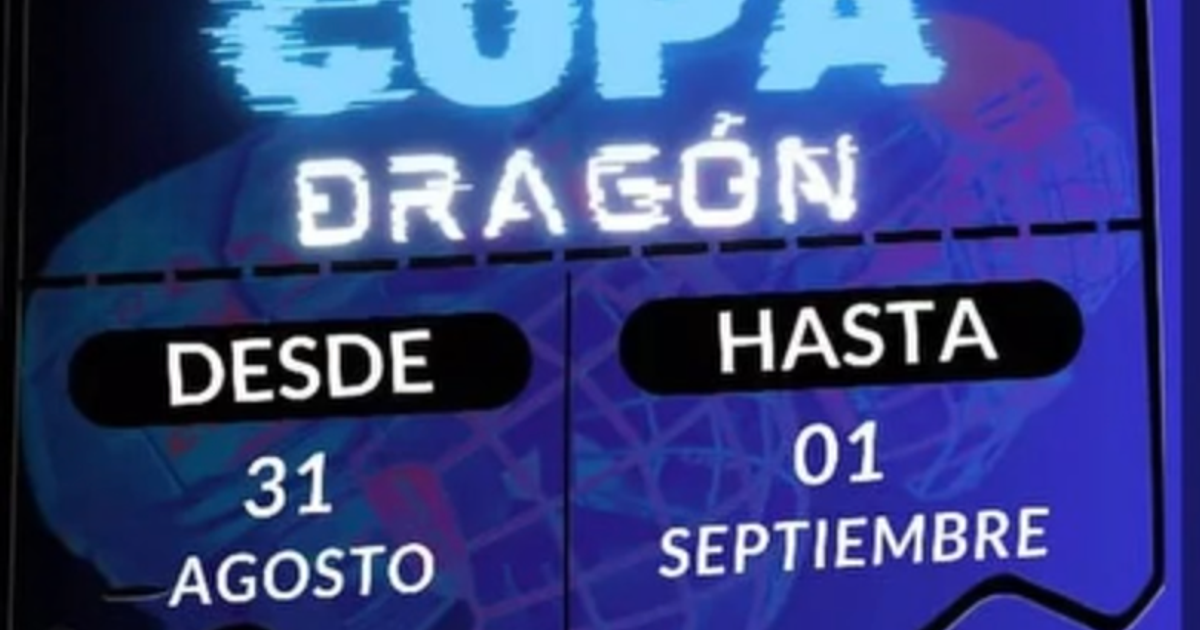 COPA
DRAGÓN
DESDE
HASTA
31
AGOSTO
01
SEPTIEMBRE